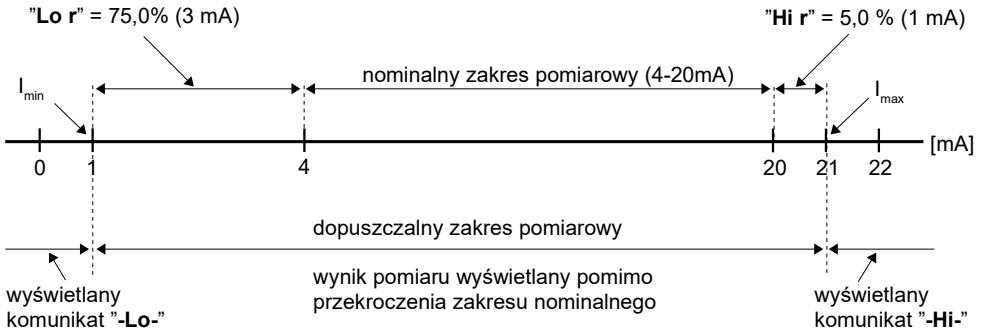 "Lo r" = 75,0% (3 mA)
"Hi r" = 5,0 % (1 mA)
nominalny zakres pomiarowy (4-20mA)
Imin
Imax
[mA]
0 1 4 20 21 22
dopuszczalny zakres pomiarowy
wynik pomiaru wyświetlany pomimo
przekroczenia zakresu nominalnego
wyświetlany
komunikat "-Lo-"
wyświetlany
komunikat "-Hi-"